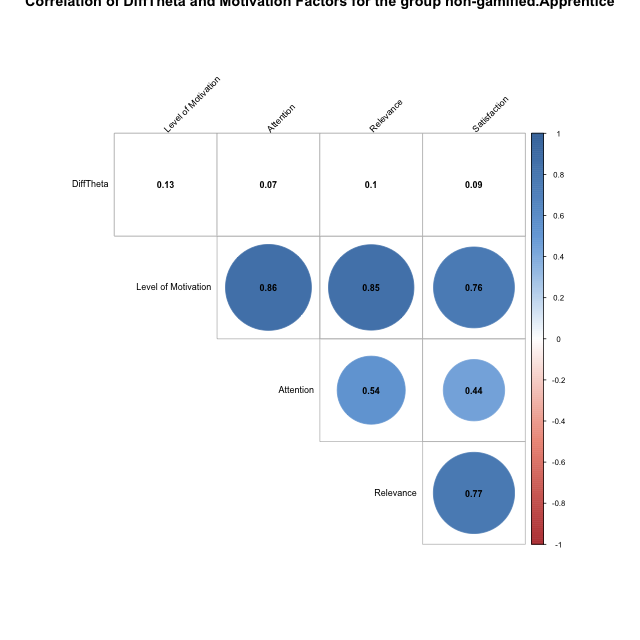 Correlation of DiffTheta and Motivation Factors for the group non-gamified.Apprentice
Level of Motivation
Attention
Relevance
Satisfaction
DiffTheta
0.13
0.07
0.1
0.09
Level of Motivation
0.86
0.85
0.76
Attention
0.54
0.44
Relevance
0.77
1
0.8
0.6
0.4
0.2
0
-0.2
-0.4
-0.6
-0.8
-1